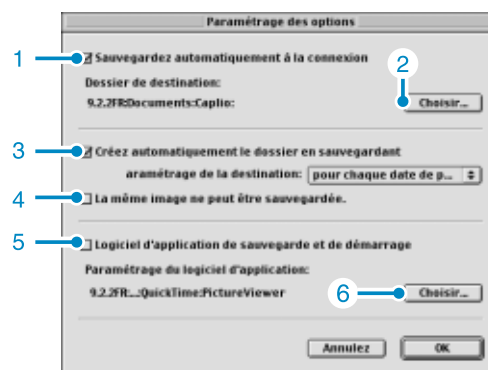 Paramétrage des options
1 Sauvegardez automatiquement à la connexion
Dossier de destination:
2
9.2.2FR:Documents:Caplio: Choisir...
3 Créez automatiquement le dossier en sauvegardant
aramétrage de la destination: pour chaque date de p...
4 La même image ne peut être sauvegardée.
5 Logiciel d'application de sauvegarde et de démarrage
Paramétrage du logiciel d'application:
9.2.2FR:...:QuickTime:PictureViewer 6 Choisir...
Annulez OK